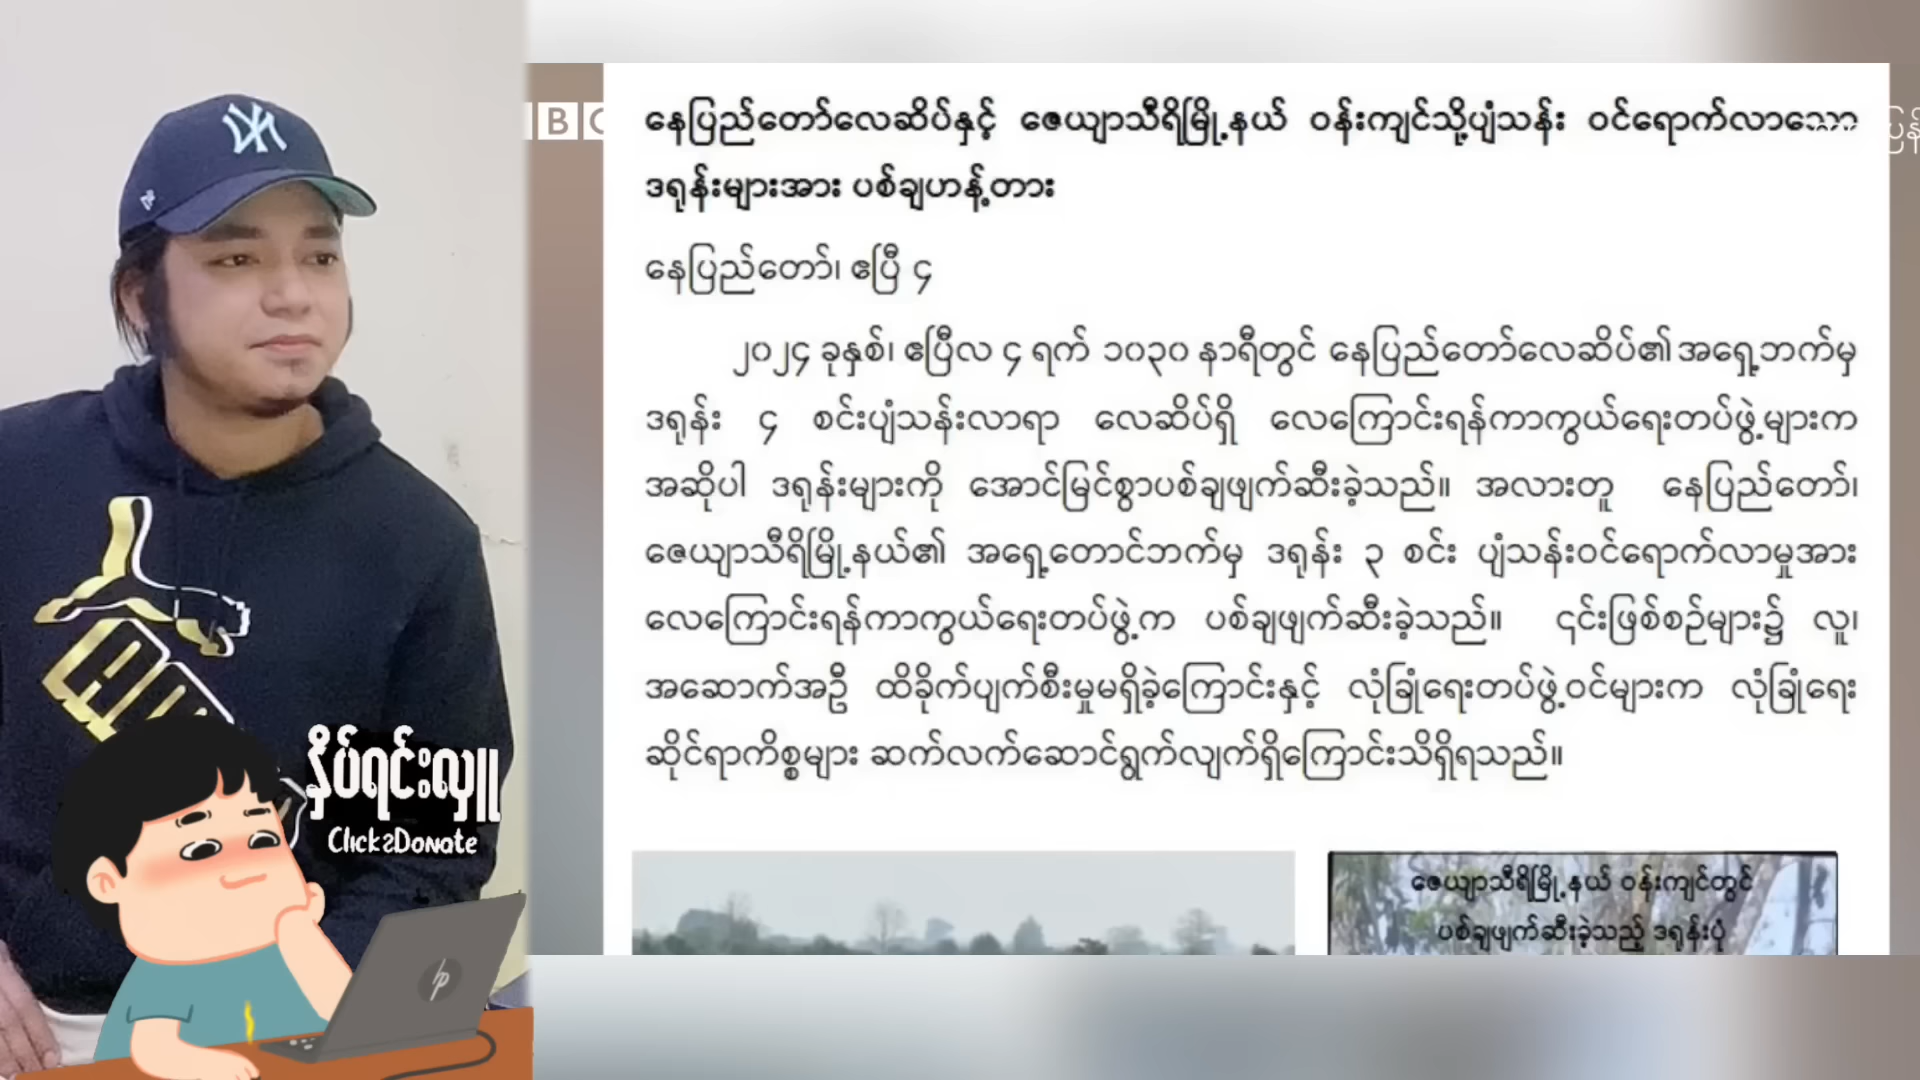 နေပြည်တော်လေဆိပ်နှင့် ဇေယျာသီရိမြို့နယ် ဝန်းကျင်သို့ပျံသန်း ဝင်ရောက်လာသော
ဒရုန်းများအား ပစ်ချဟန့်တား
နေပြည်တော်၊ ဧပြီ ၄
၂၀၂၄ ခုနှစ်၊ ဧပြီလ ၄ ရက် ၁၀၃၀ နာရီတွင် နေပြည်တော်လေဆိပ်၏ အရှေ့ဘက်မှ
ဒရုန်း ၄ စင်းပျံသန်းလာရာ လေဆိပ်ရှိ လေကြောင်းရန်ကာကွယ်ရေးတပ်ဖွဲ့များက
အဆိုပါ ဒရုန်းများကို အောင်မြင်စွာပစ်ချဖျက်ဆီးခဲ့သည်။ အလားတူ နေပြည်တော်၊
ဇေယျာသီရိမြို့နယ်၏ အရှေ့တောင်ဘက်မှ ဒရုန်း ၃ စင်း ပျံသန်းဝင်ရောက်လာမှုအား
လေကြောင်းရန်ကာကွယ်ရေးတပ်ဖွဲ့က ပစ်ချဖျက်ဆီးခဲ့သည်။ ၎င်းဖြစ်စဉ်များ၌ လူ၊
အဆောက်အဦ ထိခိုက်ပျက်စီးမှုမရှိခဲ့ကြောင်းနှင့် လုံခြုံရေးတပ်ဖွဲ့ဝင်များက လုံခြုံရေး
ဆိုင်ရာကိစ္စများ ဆက်လက်ဆောင်ရွက်လျက်ရှိကြောင်းသိရှိရသည်။
ဇေယျာသီရိမြို့နယ် ဝန်းကျင်တွင်
ပစ်ချဖျက်ဆီးခဲ့သည့် ဒရုန်းပုံ
နှိပ်ရင်းလှူ
Click2Donate
hp